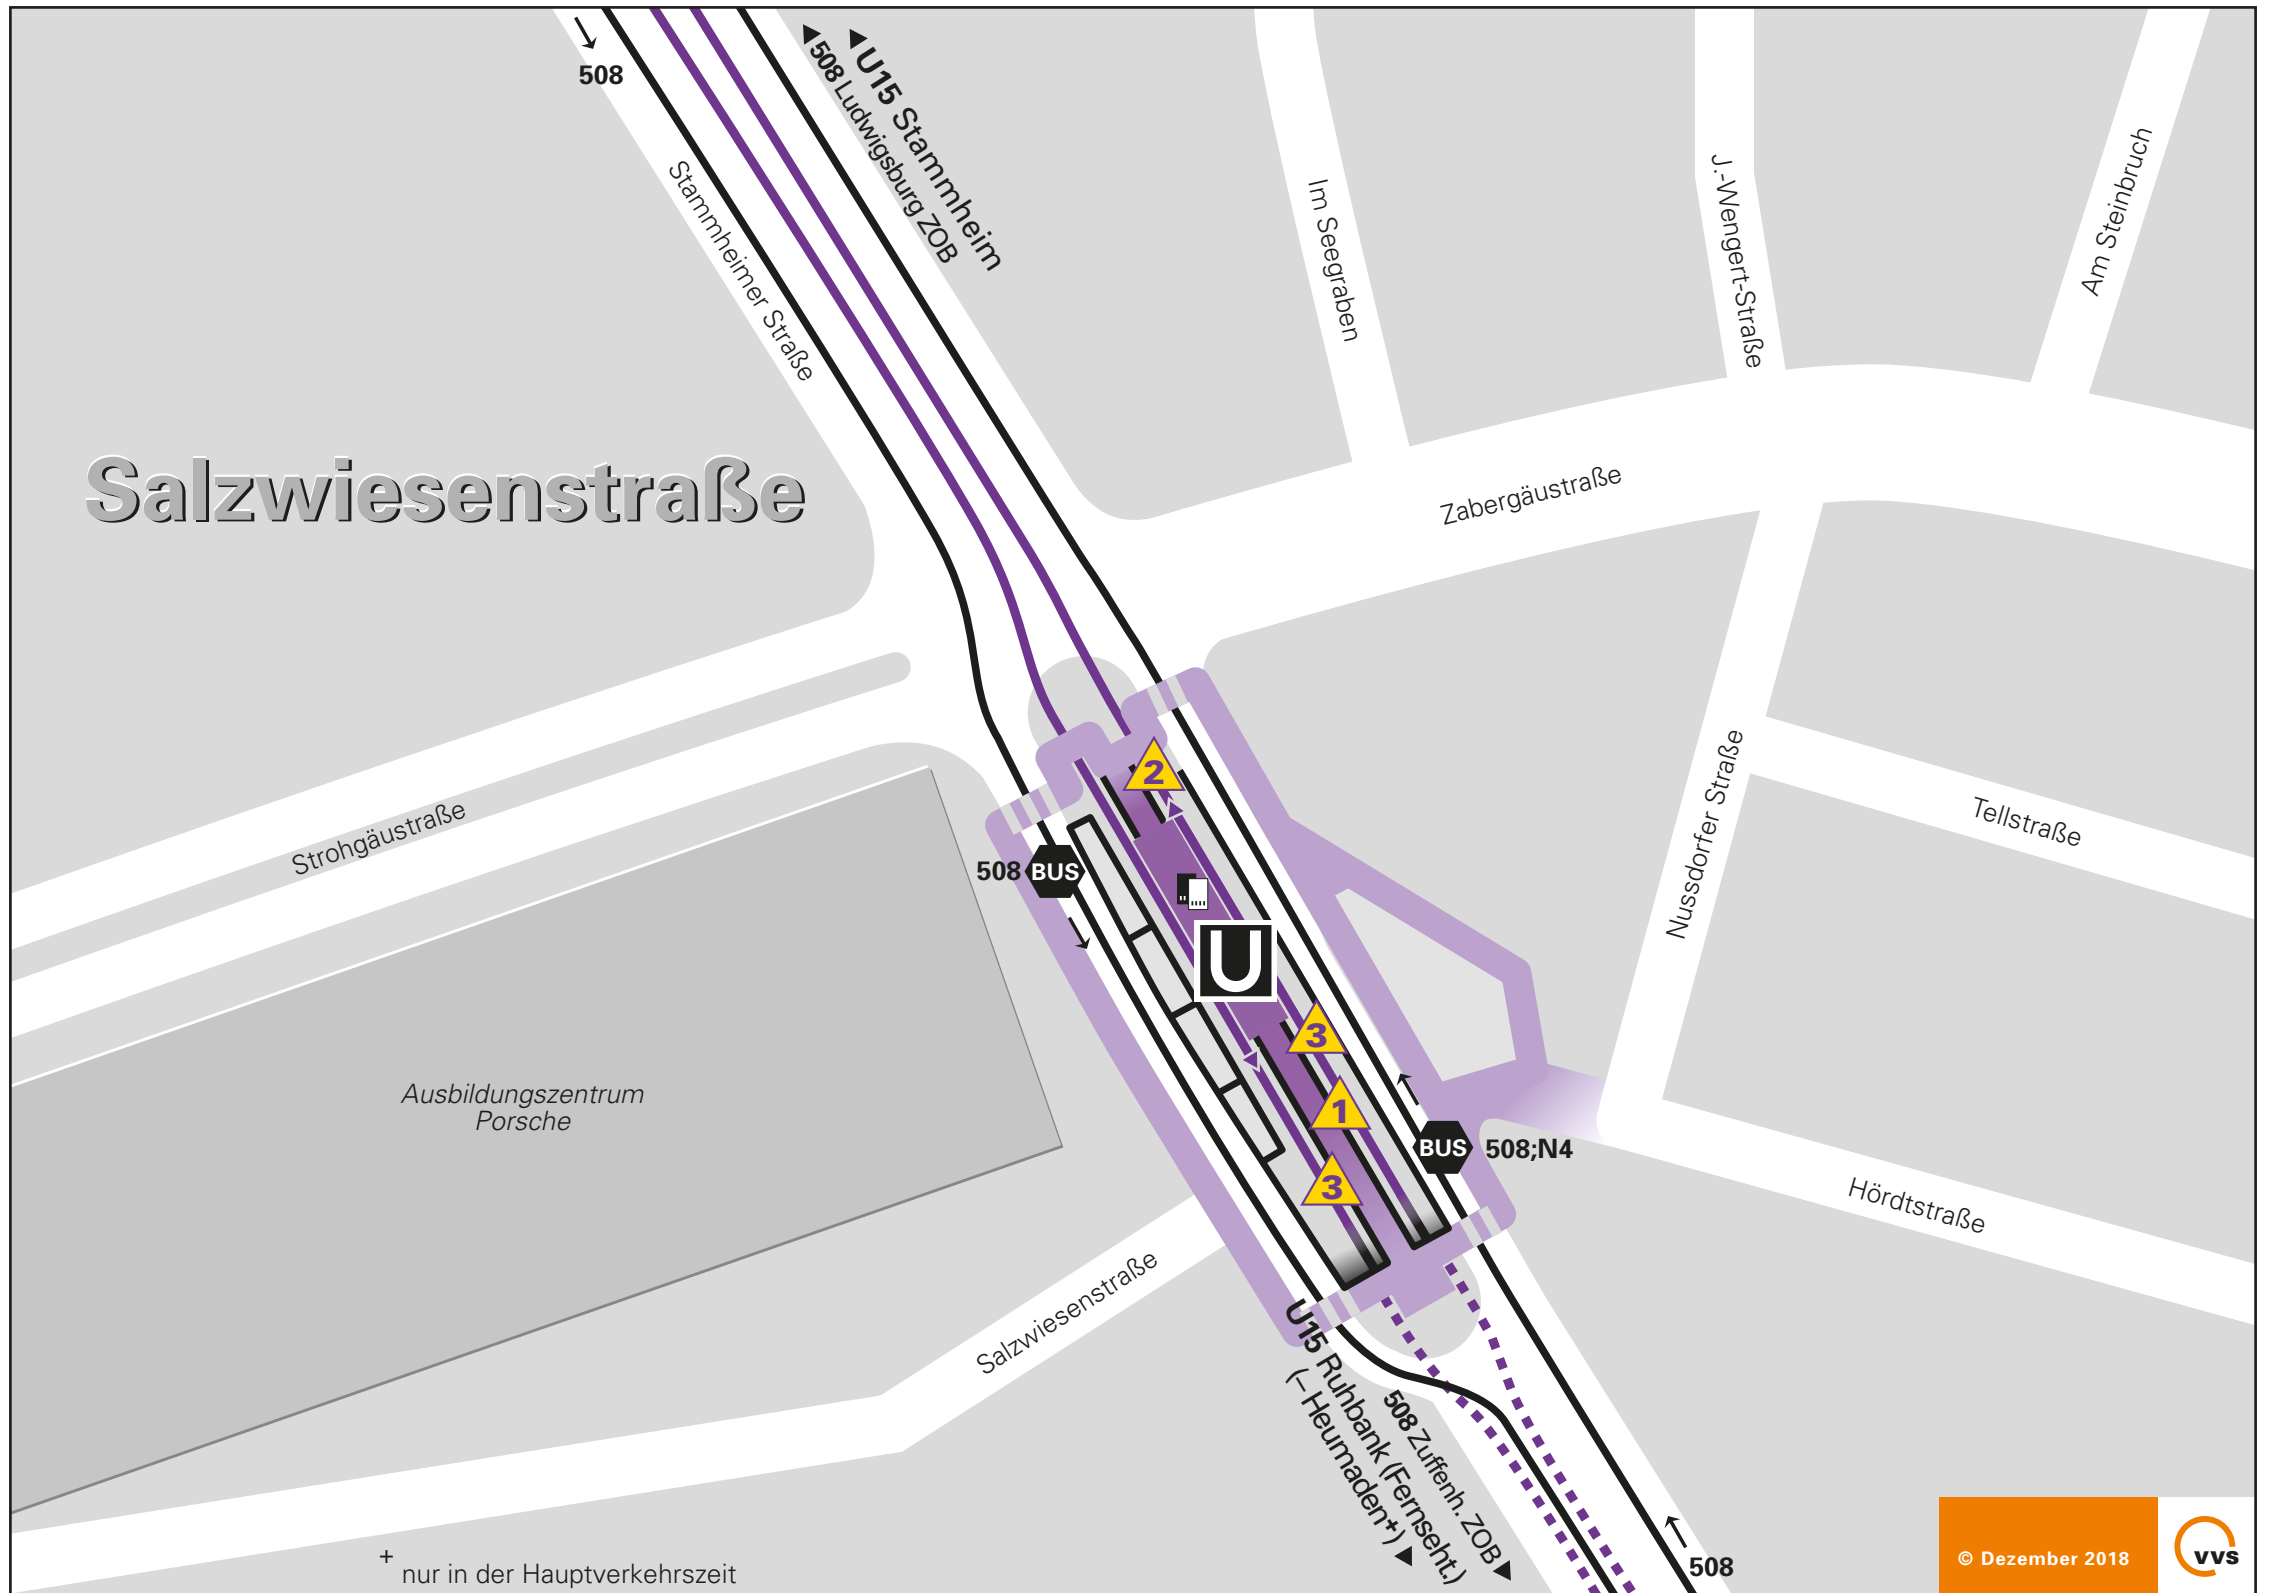 508
◀ U15 Stammheim
◀ 508 Ludwigsburg ZOB
Stammheimer Straße
Im Seegraben
J.-Wengert-Straße
Am Steinbruch
Salzwiesenstraße
Zabergäustraße
Strohgäustraße
Nussdorfer Straße
Tellstraße
2
508 BUS
U
3
1
3
BUS 508;N4
Ausbildungszentrum
Porsche
Hördtstraße
Salzwiesenstraße
U15 Ruhbank (Fernseht.)
(– Heumaden+) ▶
508 Zuffenh. ZOB ▶
508
+ nur in der Hauptverkehrszeit
© Dezember 2018
vvs